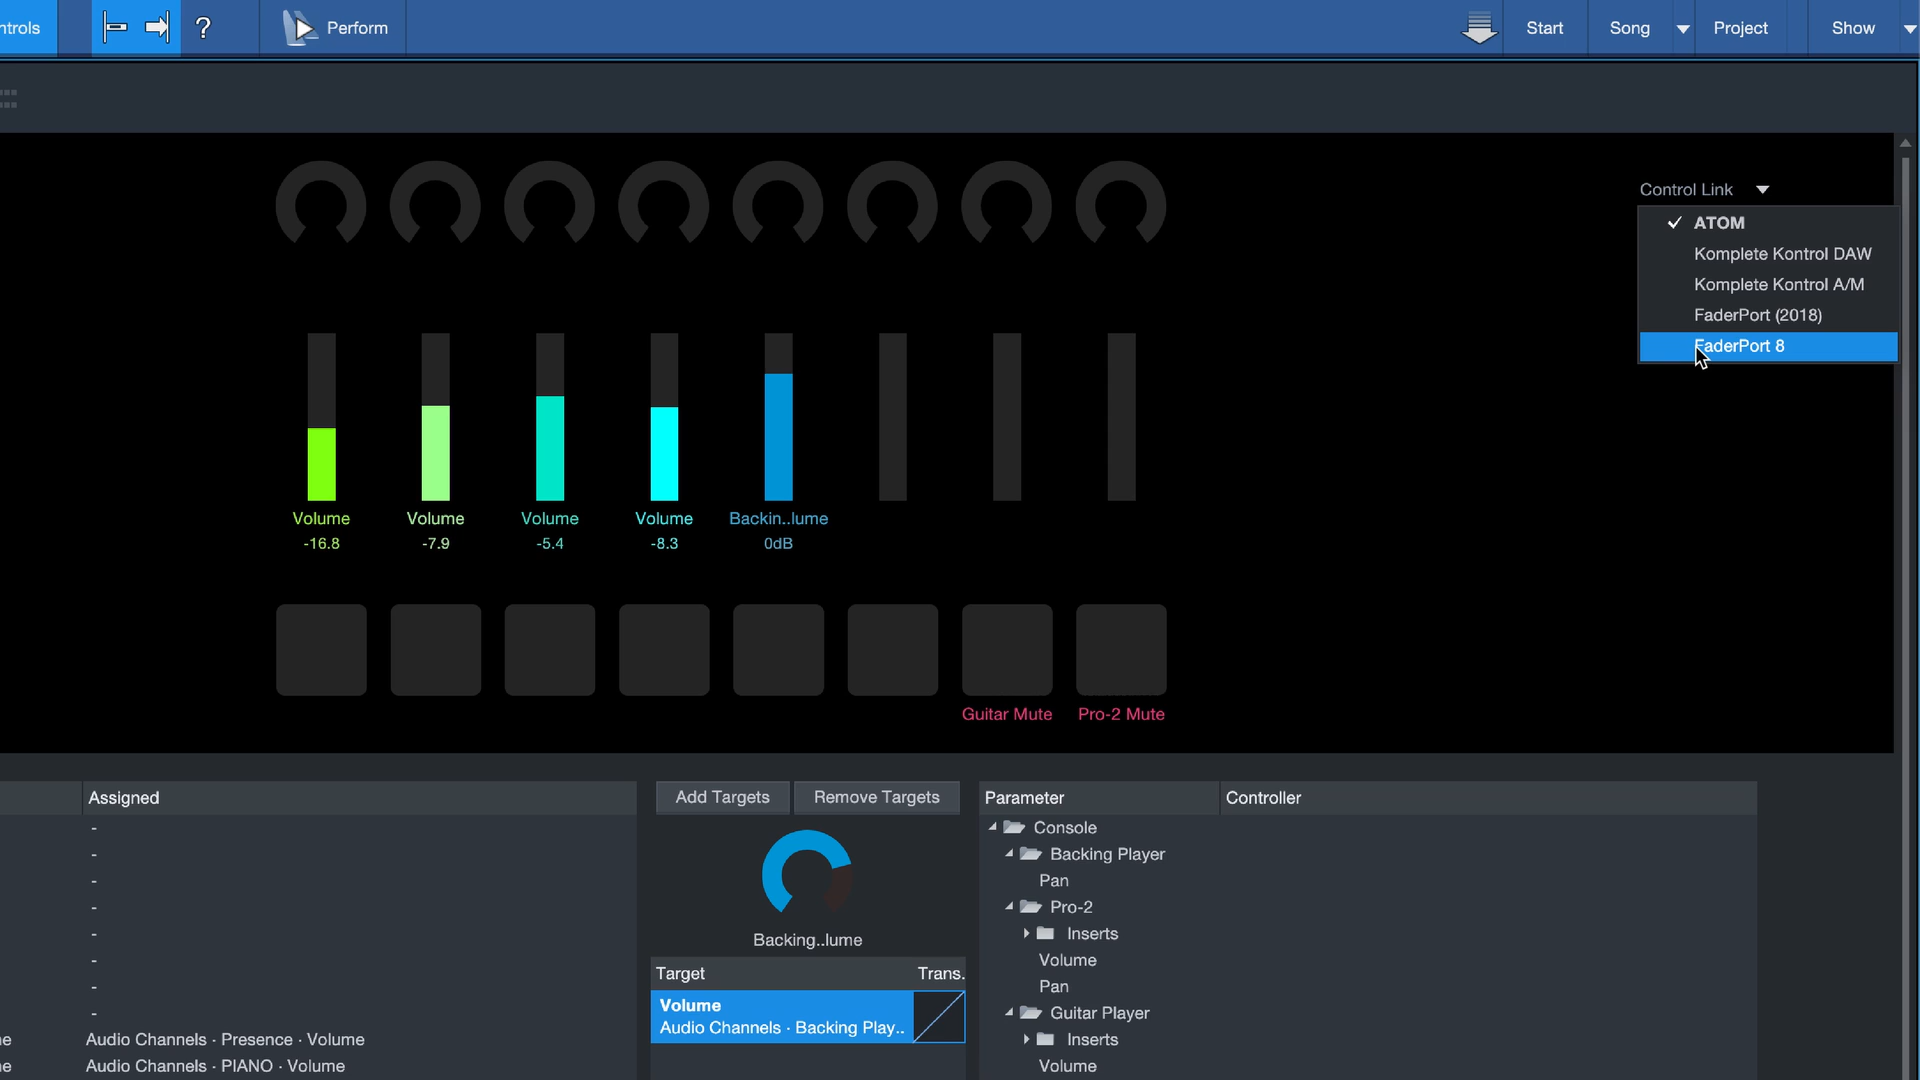 ntrols
?
Perform
Start
Song
Project
Show
Control Link
ATOM
Komplete Kontrol DAW
Komplete Kontrol A/M
FaderPort (2018)
FaderPort 8
Volume
Volume
Volume
Volume
Backin..lume
-16.8
-7.9
-5.4
-8.3
0dB
Guitar Mute
Pro-2 Mute
Assigned
-
-
-
-
-
-
-
-
e Audio Channels · Presence · Volume
e Audio Channels · PIANO · Volume
Add Targets
Remove Targets
Backing..lume
Target Trans.
Volume
Audio Channels · Backing Play..
Parameter Controller
Console
Backing Player
Pan
Pro-2
Inserts
Volume
Pan
Guitar Player
Inserts
Volume